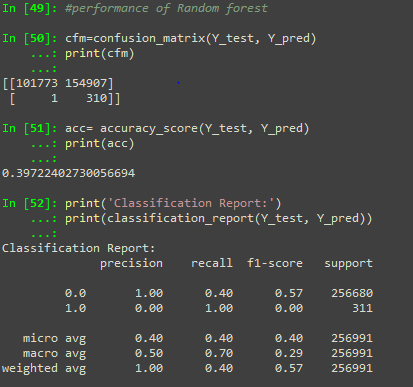 In [49]: #performance of Random forest
In [50]: cfm=confusion_matrix(Y_test, Y_pred)
...: print(cfm)
...:
[[101773 154907]
[ 1 310]]
In [51]: acc= accuracy_score(Y_test, Y_pred)
...: print(acc)
...:
0.39722402730056694
In [52]: print('Classification Report:')
...: print(classification_report(Y_test, Y_pred))
...:
Classification Report:
precision recall f1-score support
0.0 1.00 0.40 0.57 256680
1.0 0.00 1.00 0.00 311
micro avg 0.40 0.40 0.40 256991
macro avg 0.50 0.70 0.29 256991
weighted avg 1.00 0.40 0.57 256991